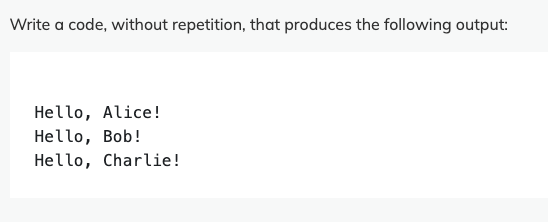 Write a code, without repetition, that produces the following output:
Hello, Alice!
Hello, Bob!
Hello, Charlie!